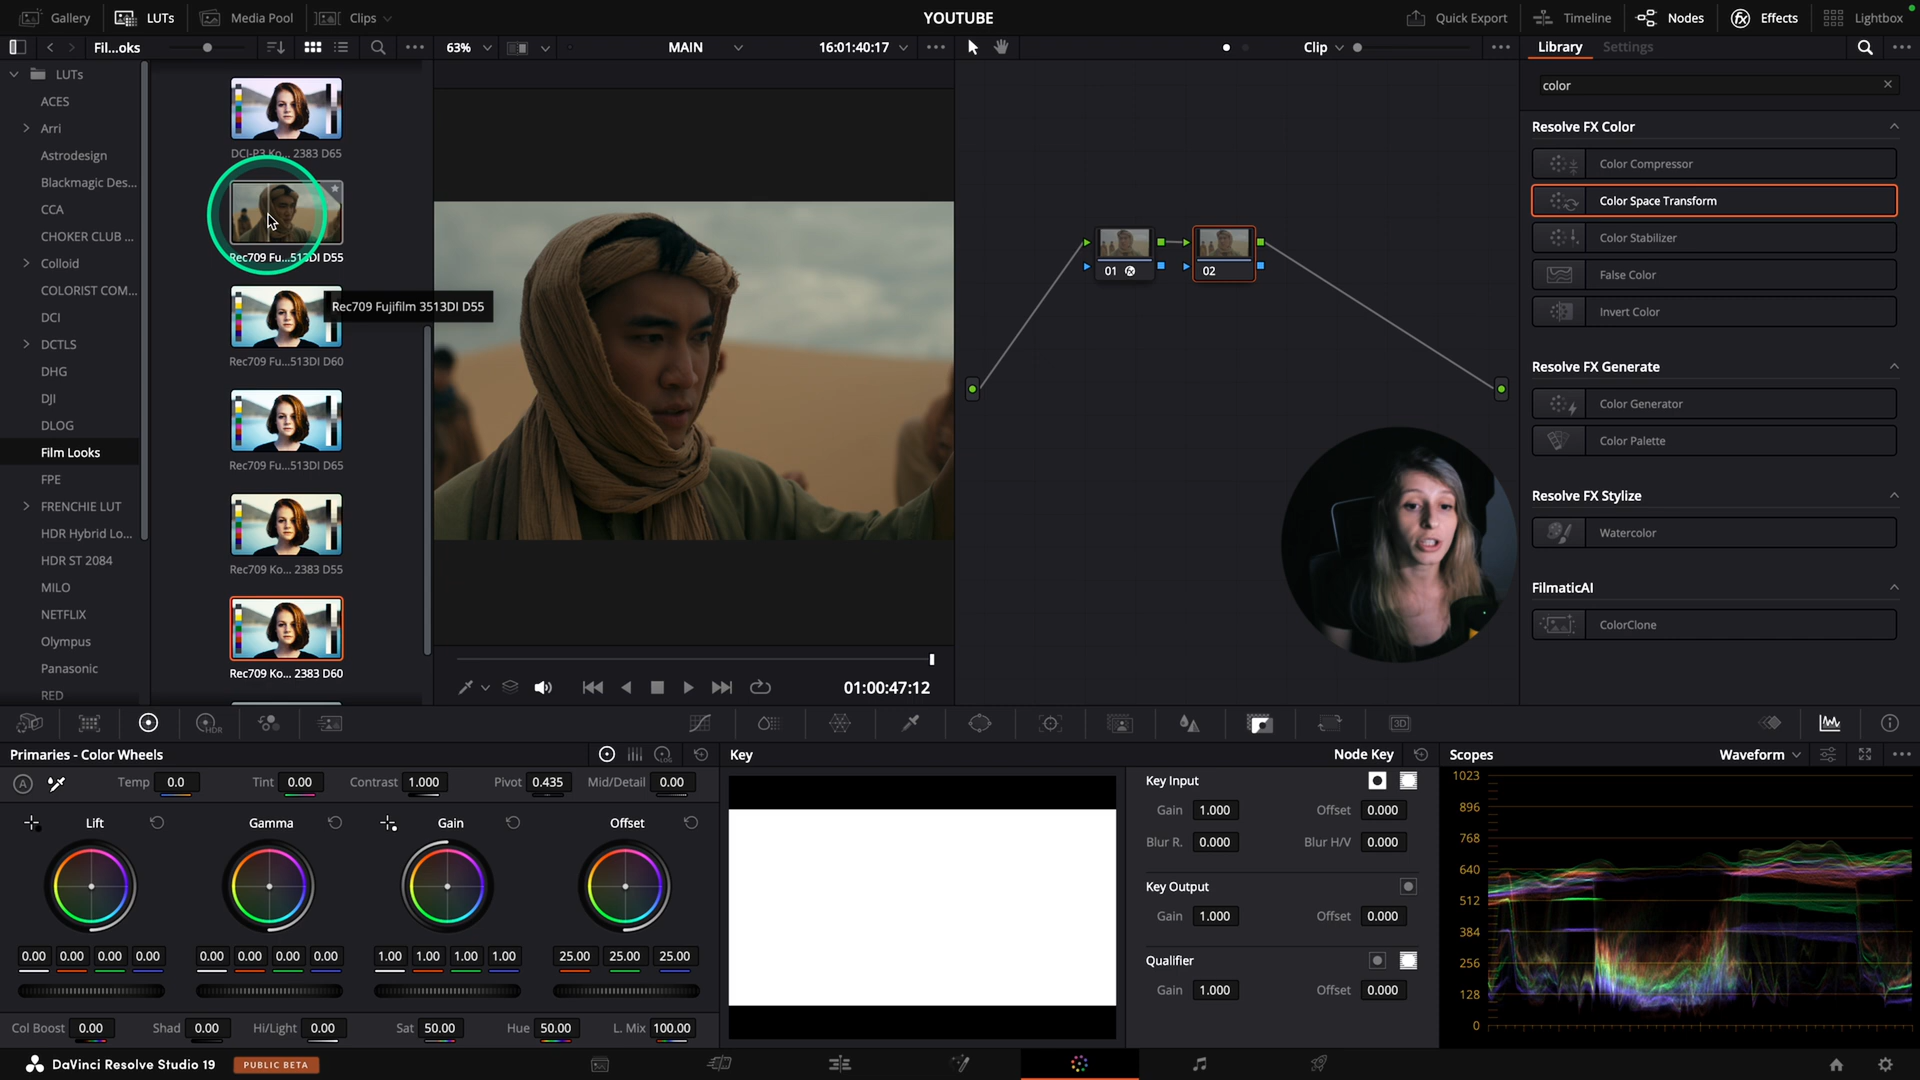 Gallery
LUTs
Media Pool
Clips
YOUTUBE
Quick Export
Timeline
Nodes
Effects
Lightbox
Fil...oks
63%
MAIN
16:01:40:17
Clip
Library
Settings
color
LUTs
ACES
Arri
Astrodesign
Blackmagic Des...
CCA
CHOKER CLUB ...
Colloid
COLORIST COM...
DCI
DCTLS
DHG
DJI
DLOG
Film Looks
FPE
FRENCHIE LUT
HDR Hybrid Lo...
HDR ST 2084
MILO
NETFLIX
Olympus
Panasonic
RED
DCI-P3 Ko... 2383 D65
Rec709 Fu...513DI D55
Rec709 Fujifilm 3513DI D55
Rec709 Fu...513DI D60
Rec709 Fu...513DI D65
Rec709 Ko... 2383 D55
Rec709 Ko... 2383 D60
01:00:47:12
01
02
Resolve FX Color
Color Compressor
Color Space Transform
Color Stabilizer
False Color
Invert Color
Resolve FX Generate
Color Generator
Color Palette
Resolve FX Stylize
Watercolor
FilmaticAI
ColorClone
HDR
3D
Primaries - Color Wheels
LOG
A
Temp 0.0
Tint 0.00
Contrast 1.000
Pivot 0.435
Mid/Detail 0.00
Lift
Gamma
Gain
Offset
0.00 0.00 0.00 0.00
0.00 0.00 0.00 0.00
1.00 1.00 1.00 1.00
25.00 25.00 25.00
Col Boost 0.00
Shad 0.00
Hi/Light 0.00
Sat 50.00
Hue 50.00
L. Mix 100.00
Key
Node Key
Key Input
Gain 1.000
Offset 0.000
Blur R. 0.000
Blur H/V 0.000
Key Output
Gain 1.000
Offset 0.000
Qualifier
Gain 1.000
Offset 0.000
Scopes
Waveform
1023
896
768
640
512
384
256
128
0
DaVinci Resolve Studio 19
PUBLIC BETA